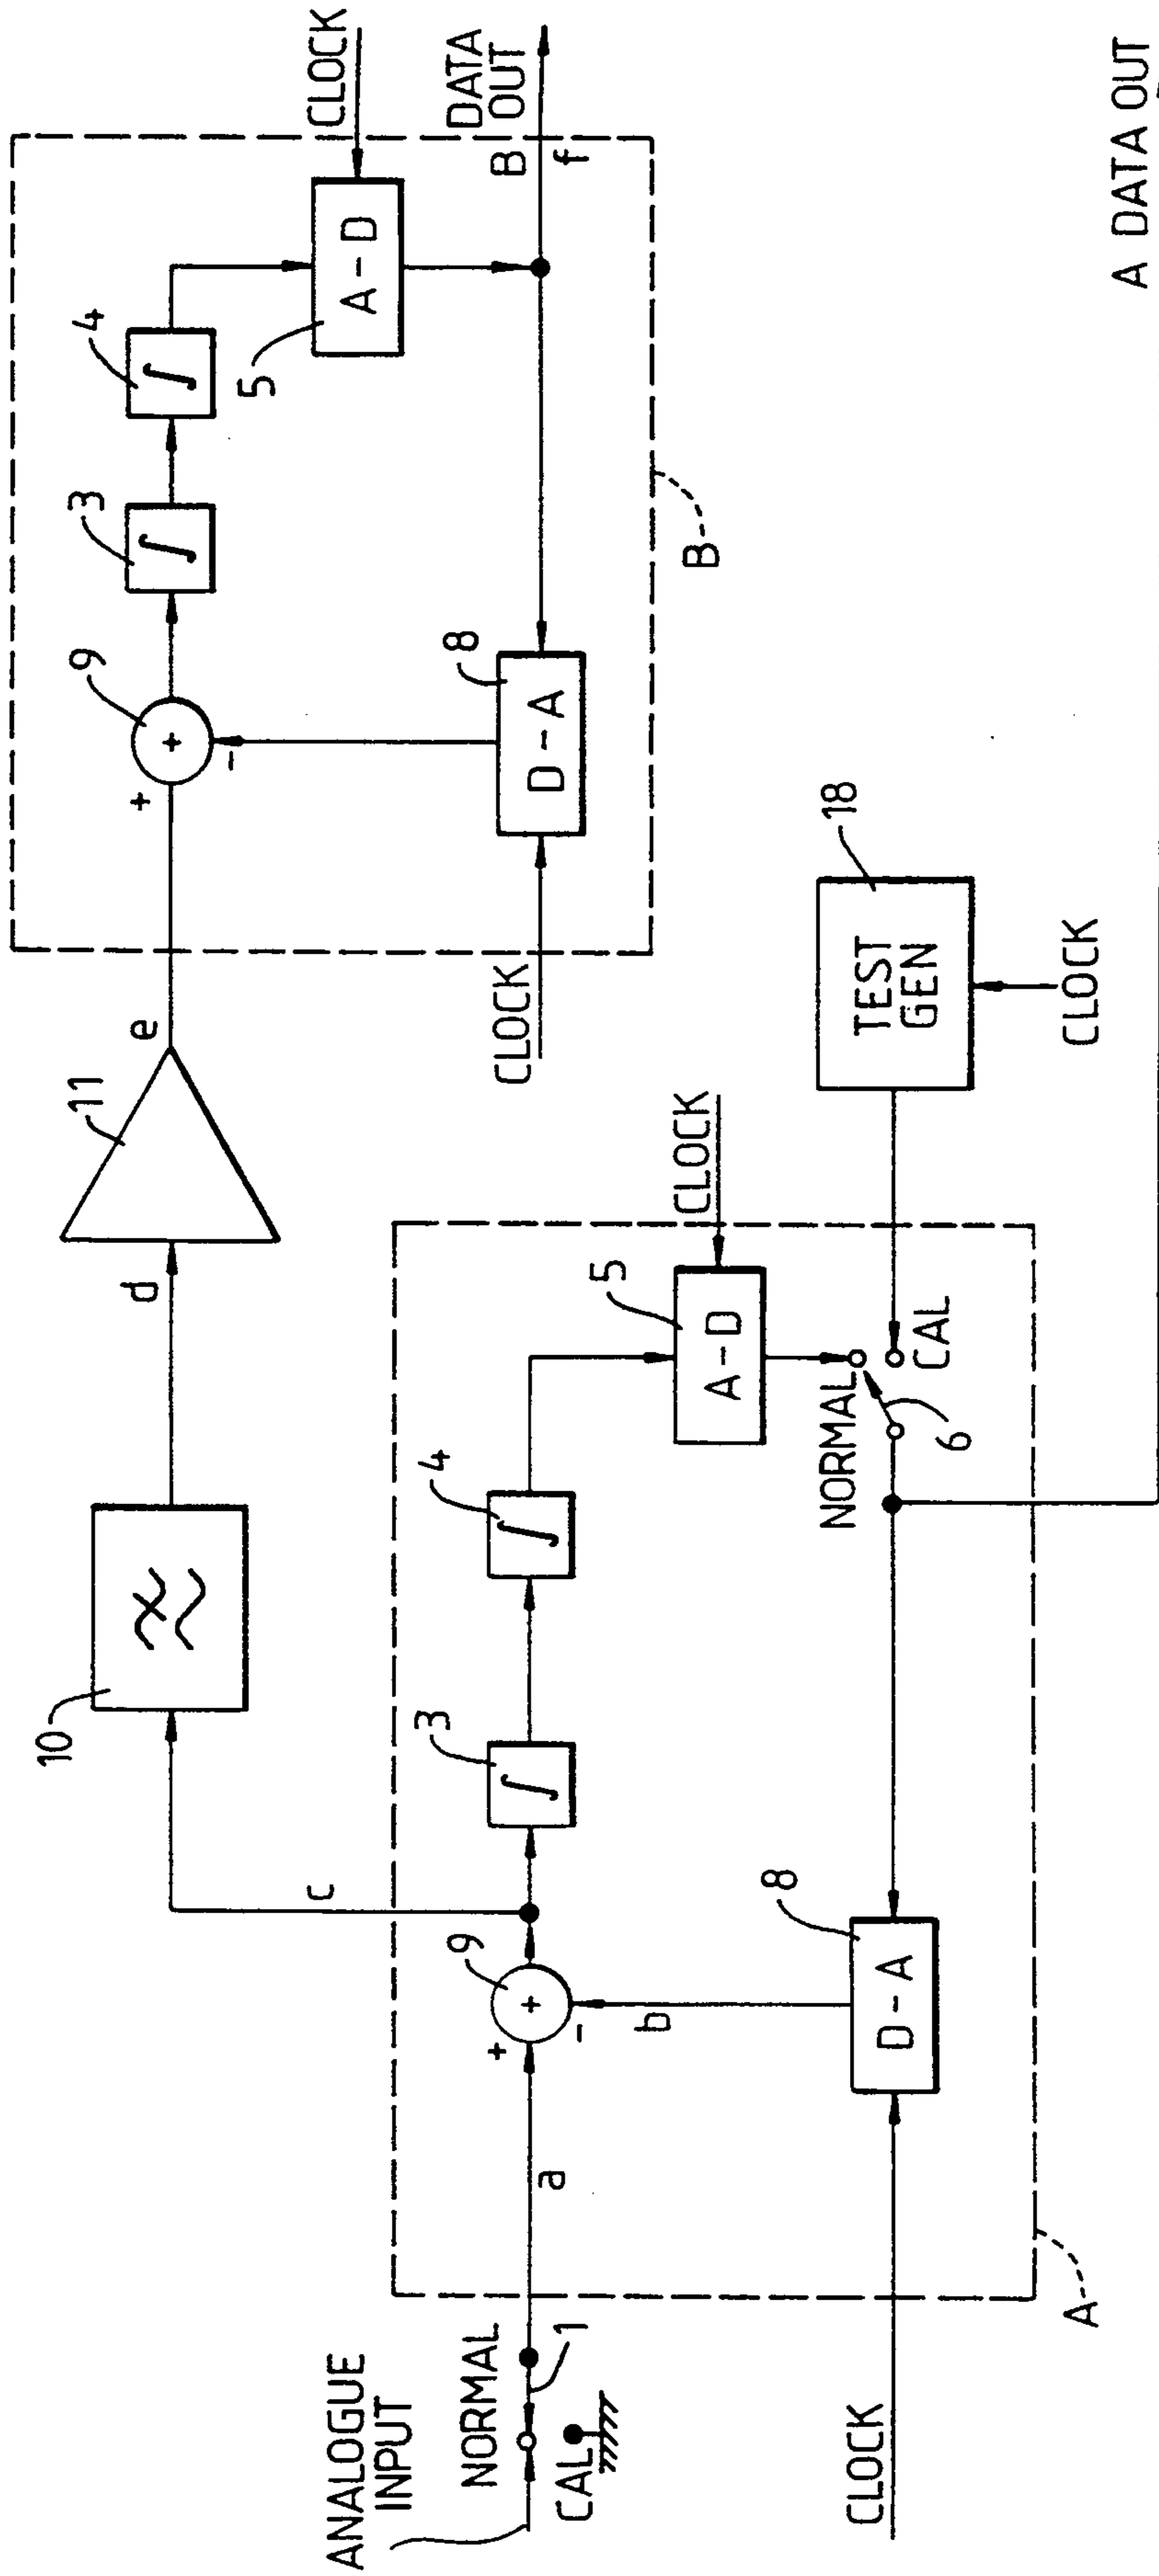 10
d
11
e
9
+
+
-
3
∫
4
∫
5
A - D
CLOCK
8
D - A
CLOCK
B
f
DATA
OUT
B
ANALOGUE
INPUT
NORMAL
CAL
1
a
+
+
-
9
c
b
3
∫
4
∫
5
A - D
CLOCK
NORMAL
CAL
6
8
D - A
CLOCK
A
TEST
GEN
18
CLOCK
A DATA OUT